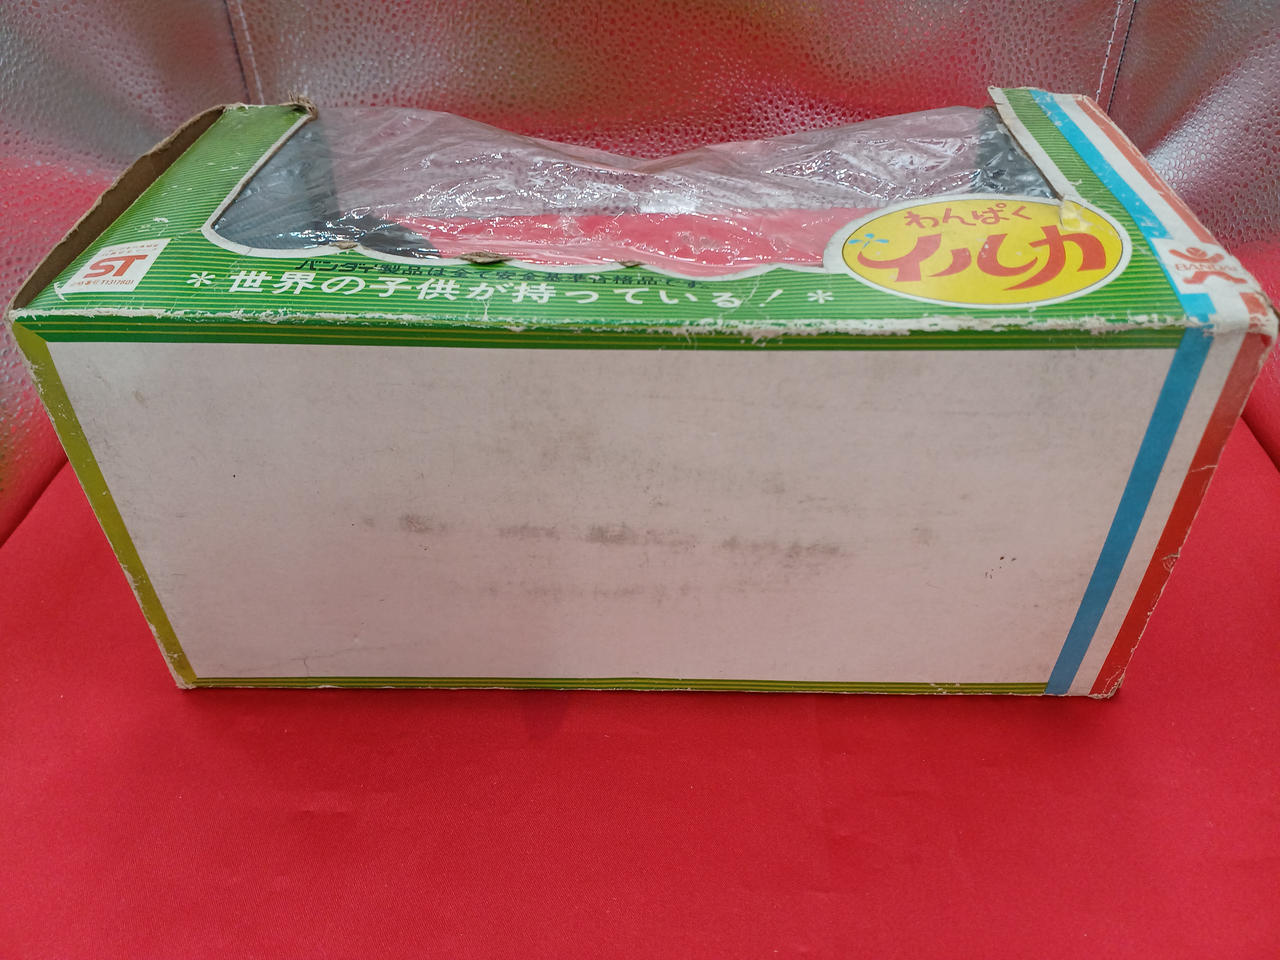 わんぱく
イルカ
バンダイ製品は全て安全基準合格品です。
*世界の子供が持っている!*
ST
BANDAI